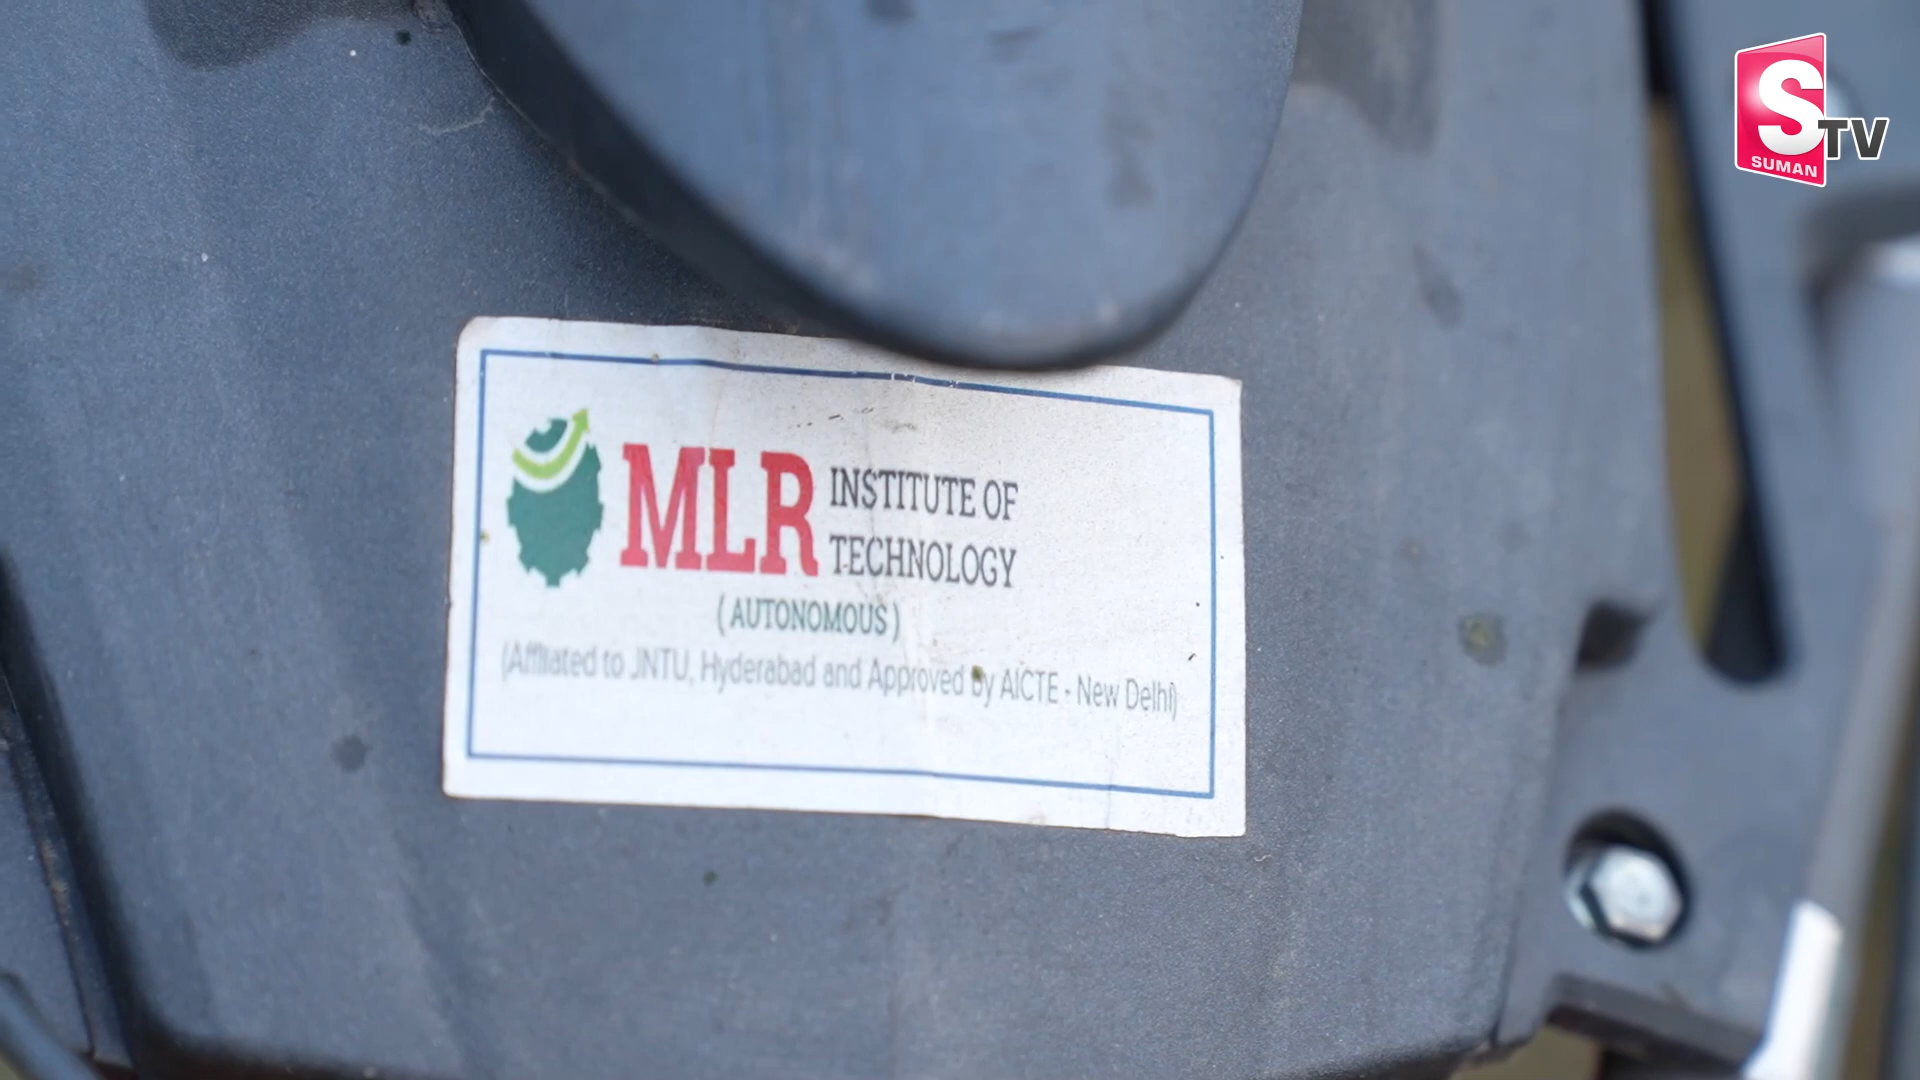 S
TV
SUMAN
MLR INSTITUTE OF
TECHNOLOGY
(AUTONOMOUS)
(Affiliated to JNTU, Hyderabad and Approved by AICTE - New Delhi)